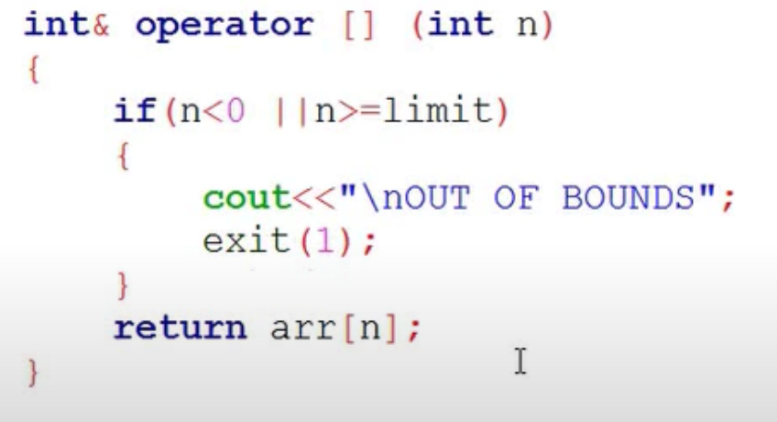 int& operator [] (int n)
{
if(n<0 ||n>=limit)
{
cout<<"\nOUT OF BOUNDS";
exit(1);
}
return arr[n];
}